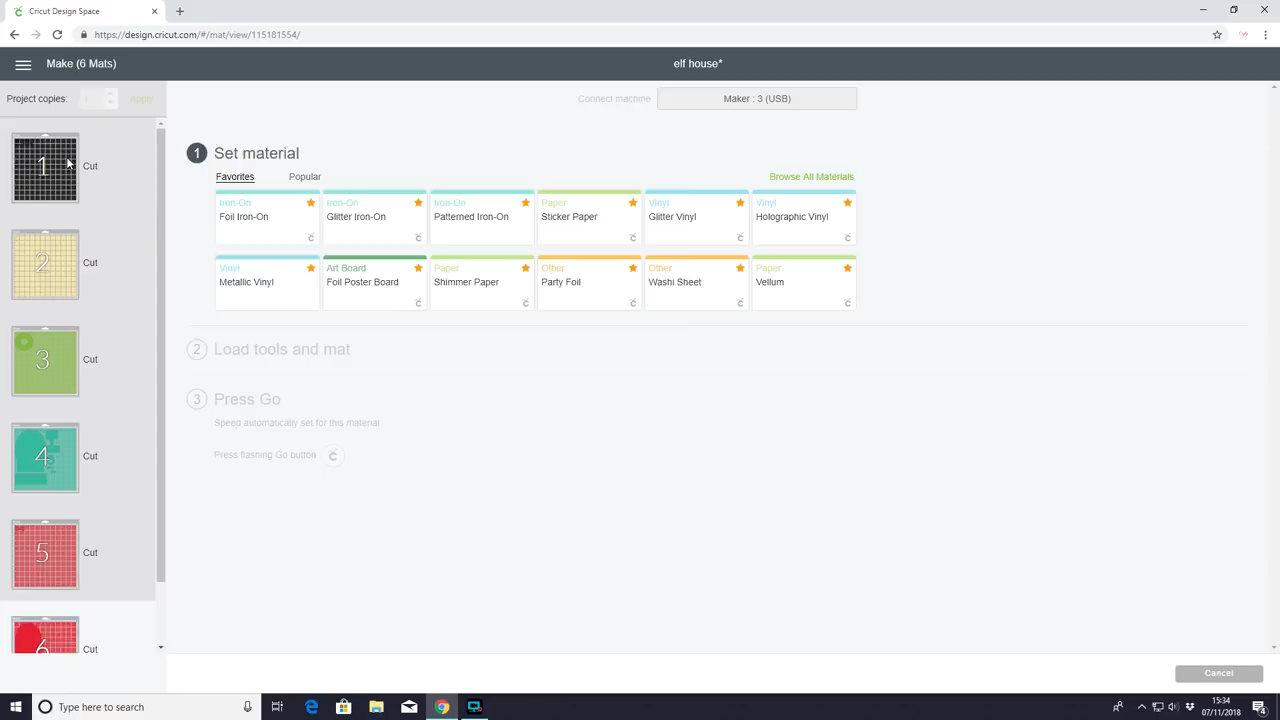 Cricut Design Space
https://design.cricut.com/#/mat/view/115181554/
Make (6 Mats)
elf house*
Project copies:
1
Apply
Connect machine
Maker : 3 (USB)
1
Cut
2
Cut
3
Cut
4
Cut
5
Cut
6
Cut
1 Set material
Favorites
Popular
Browse All Materials
Iron-On
Iron-On
Iron-On
Paper
Vinyl
Vinyl
Foil Iron-On
Glitter Iron-On
Patterned Iron-On
Sticker Paper
Glitter Vinyl
Holographic Vinyl
Vinyl
Art Board
Paper
Other
Other
Paper
Metallic Vinyl
Foil Poster Board
Shimmer Paper
Party Foil
Washi Sheet
Vellum
2 Load tools and mat
3 Press Go
Speed automatically set for this material
Press flashing Go button
Cancel
Type here to search
15:34
07/11/2018
4